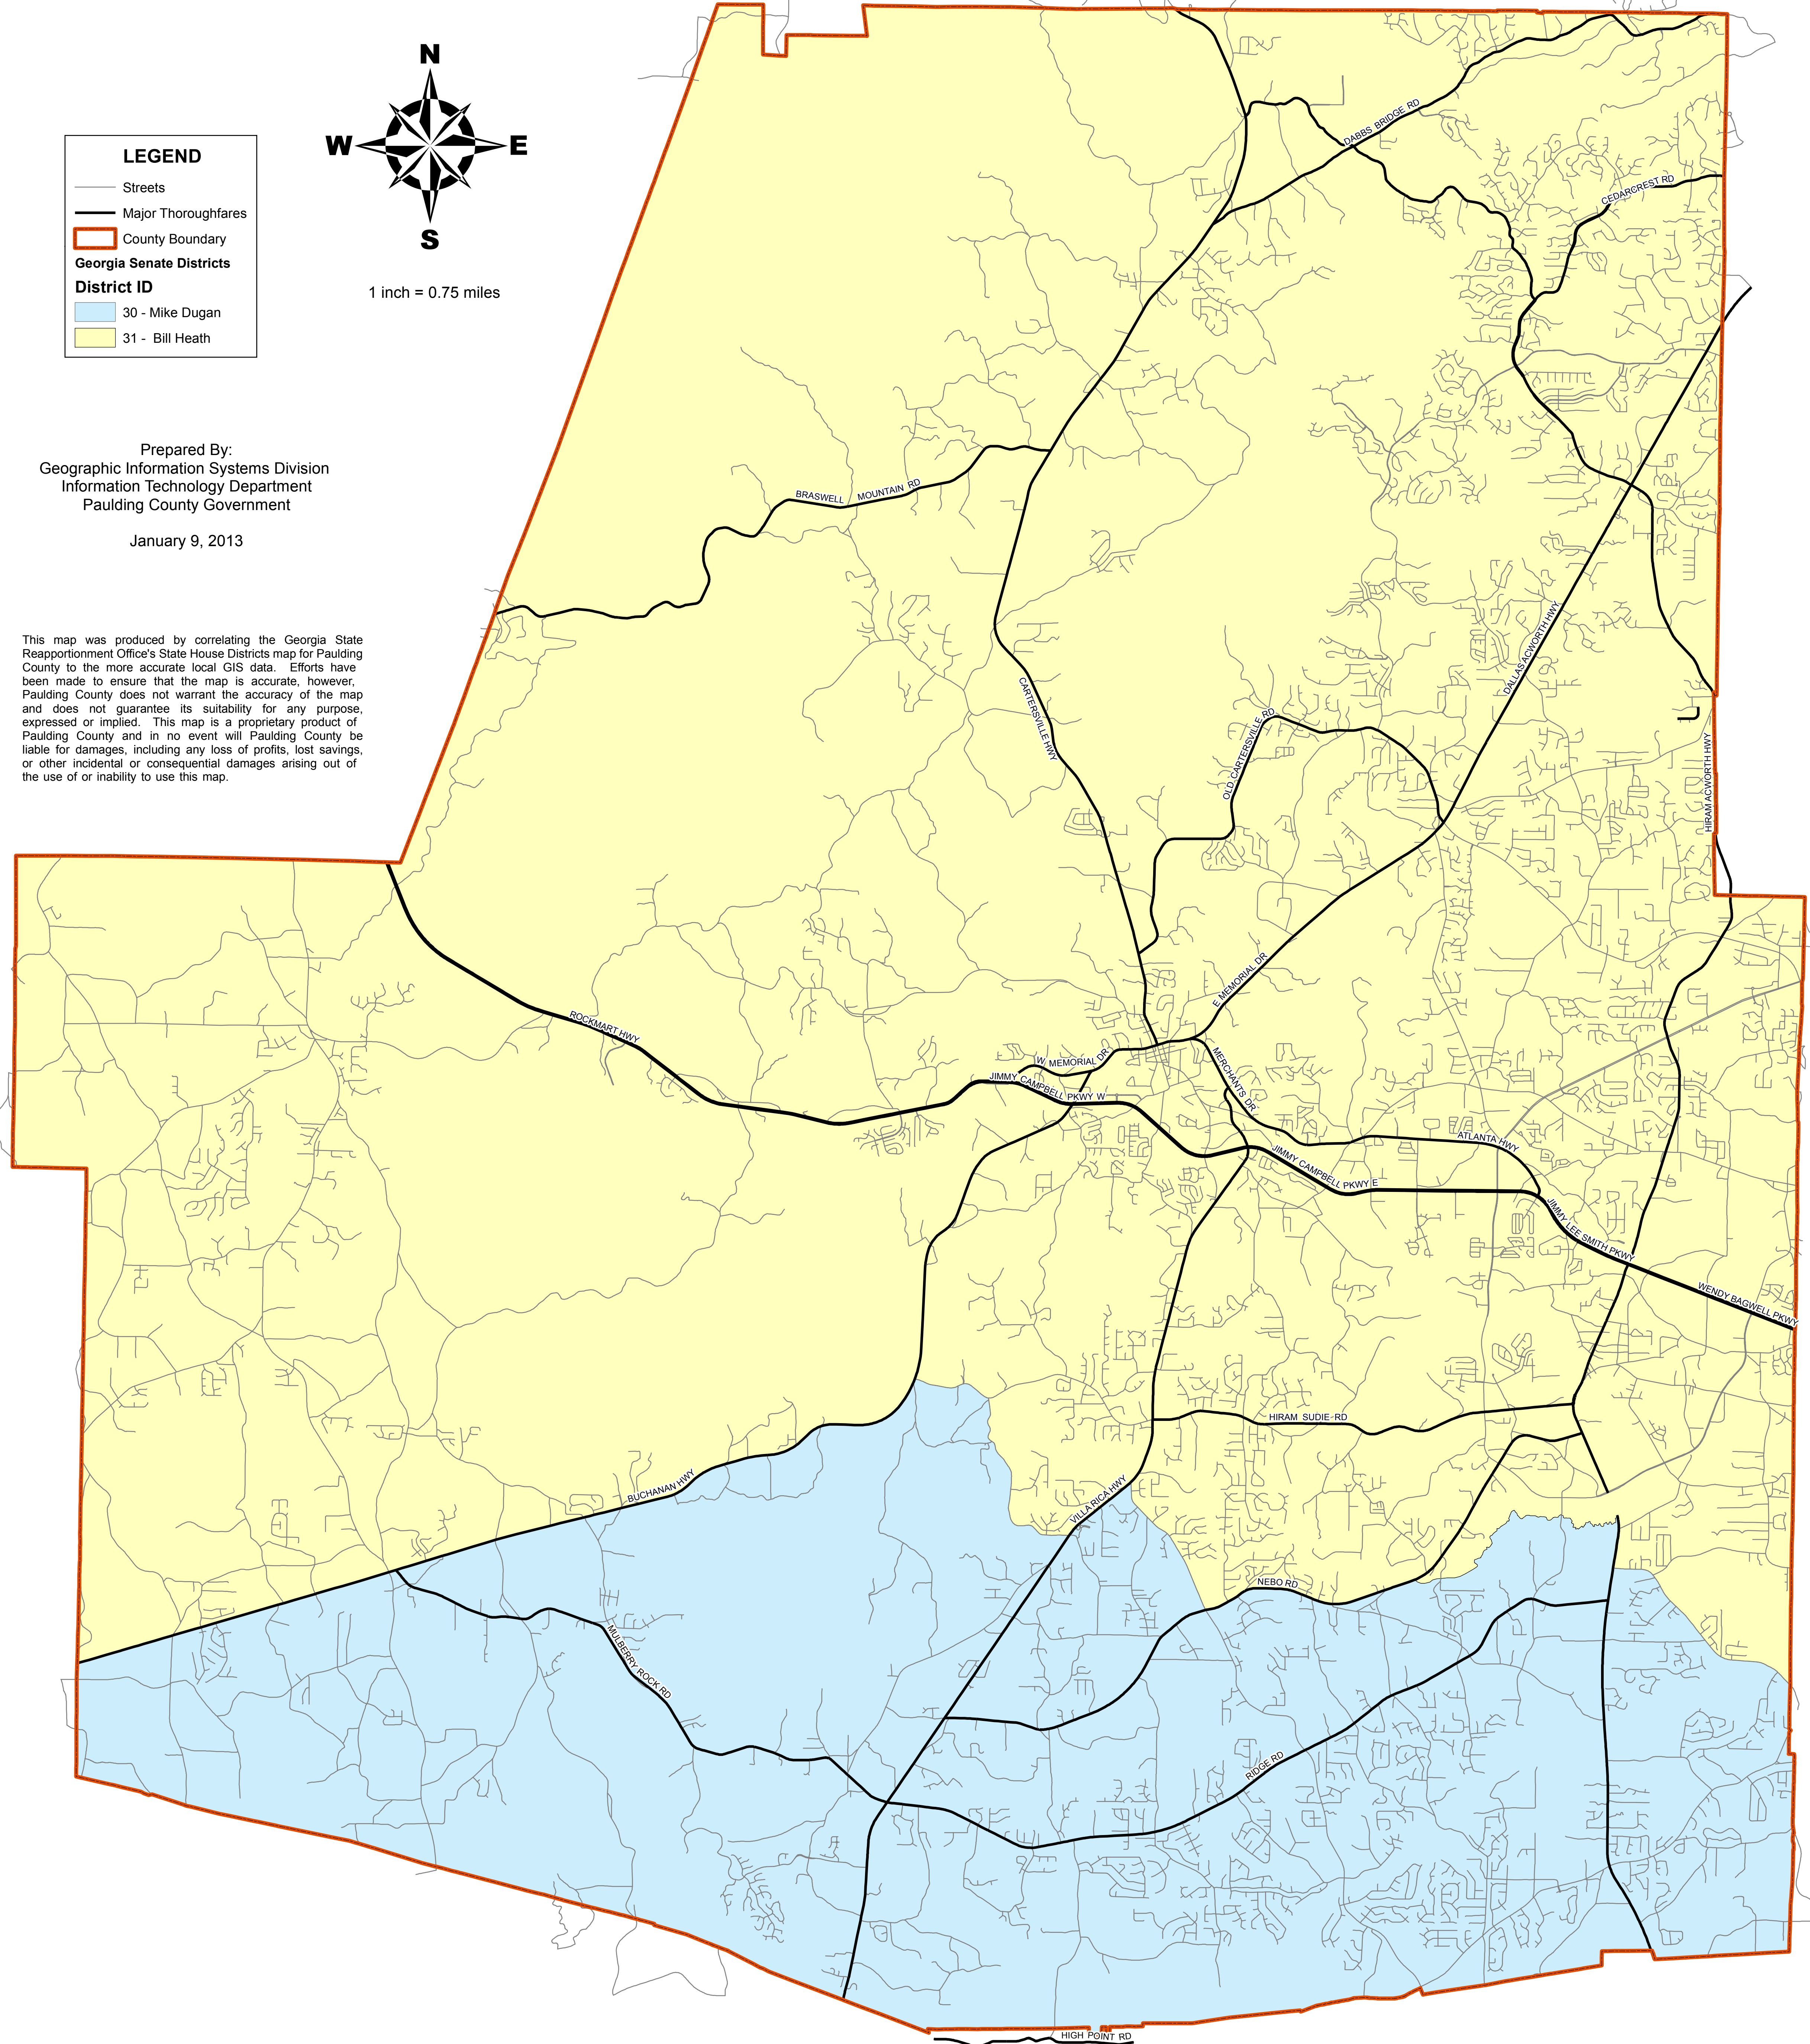 N
W
E
S
1 inch = 0.75 miles
LEGEND
Streets
Major Thoroughfares
County Boundary
Georgia Senate Districts
District ID
30 - Mike Dugan
31 - Bill Heath
Prepared By:
Geographic Information Systems Division
Information Technology Department
Paulding County Government
January 9, 2013
This map was produced by correlating the Georgia State
Reapportionment Office's State House Districts map for Paulding
County to the more accurate local GIS data. Efforts have
been made to ensure that the map is accurate, however,
Paulding County does not warrant the accuracy of the map
and does not guarantee its suitability for any purpose,
expressed or implied. This map is a proprietary product of
Paulding County and in no event will Paulding County be
liable for damages, including any loss of profits, lost savings,
or other incidental or consequential damages arising out of
the use of or inability to use this map.
DABBS BRIDGE RD
CEDARCREST RD
BRASWELL MOUNTAIN RD
DALLAS ACWORTH HWY
CARTERSVILLE HWY
OLD CARTERSVILLE RD
HIRAM ACWORTH HWY
E MEMORIAL DR
ROCKMART HWY
W MEMORIAL DR
MERCHANTS DR
JIMMY CAMPBELL PKWY W
ATLANTA HWY
JIMMY CAMPBELL PKWY E
JIMMY LEE SMITH PKWY
WENDY BAGWELL PKWY
HIRAM SUDIE RD
BUCHANAN HWY
VILLA RICA HWY
NEBO RD
MULBERRY ROCK RD
RIDGE RD
HIGH POINT RD